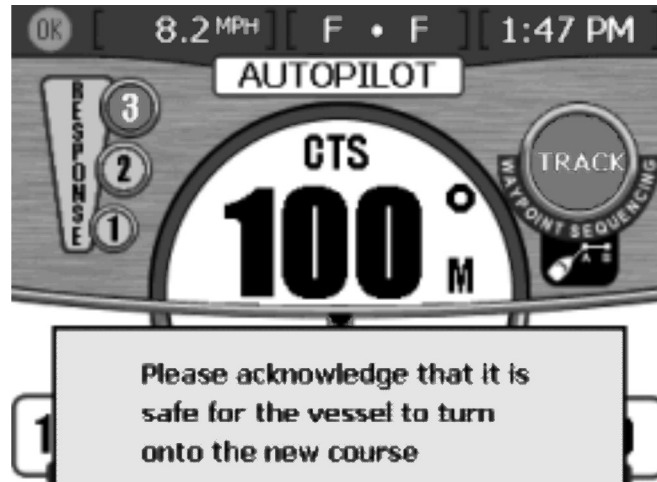 OK [ 8.2 MPH ] [ F • F ] [ 1:47 PM ]
AUTOPILOT
RESPONSE
3
2
1
CTS
100°
M
TRACK
WAYPOINT SEQUENCING
A B
Please acknowledge that it is
safe for the vessel to turn
onto the new course